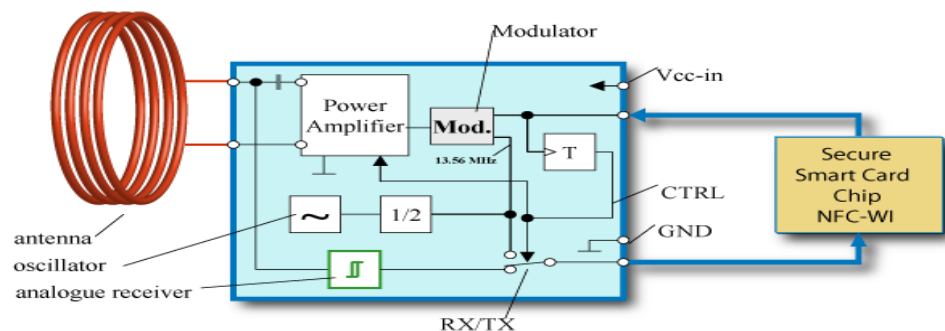 Modulator
Vcc-in
Power
Amplifier
Mod.
13.56 MHz
T
Secure
Smart Card
Chip
NFC-WI
CTRL
~
1/2
GND
antenna
oscillator
analogue receiver
RX/TX